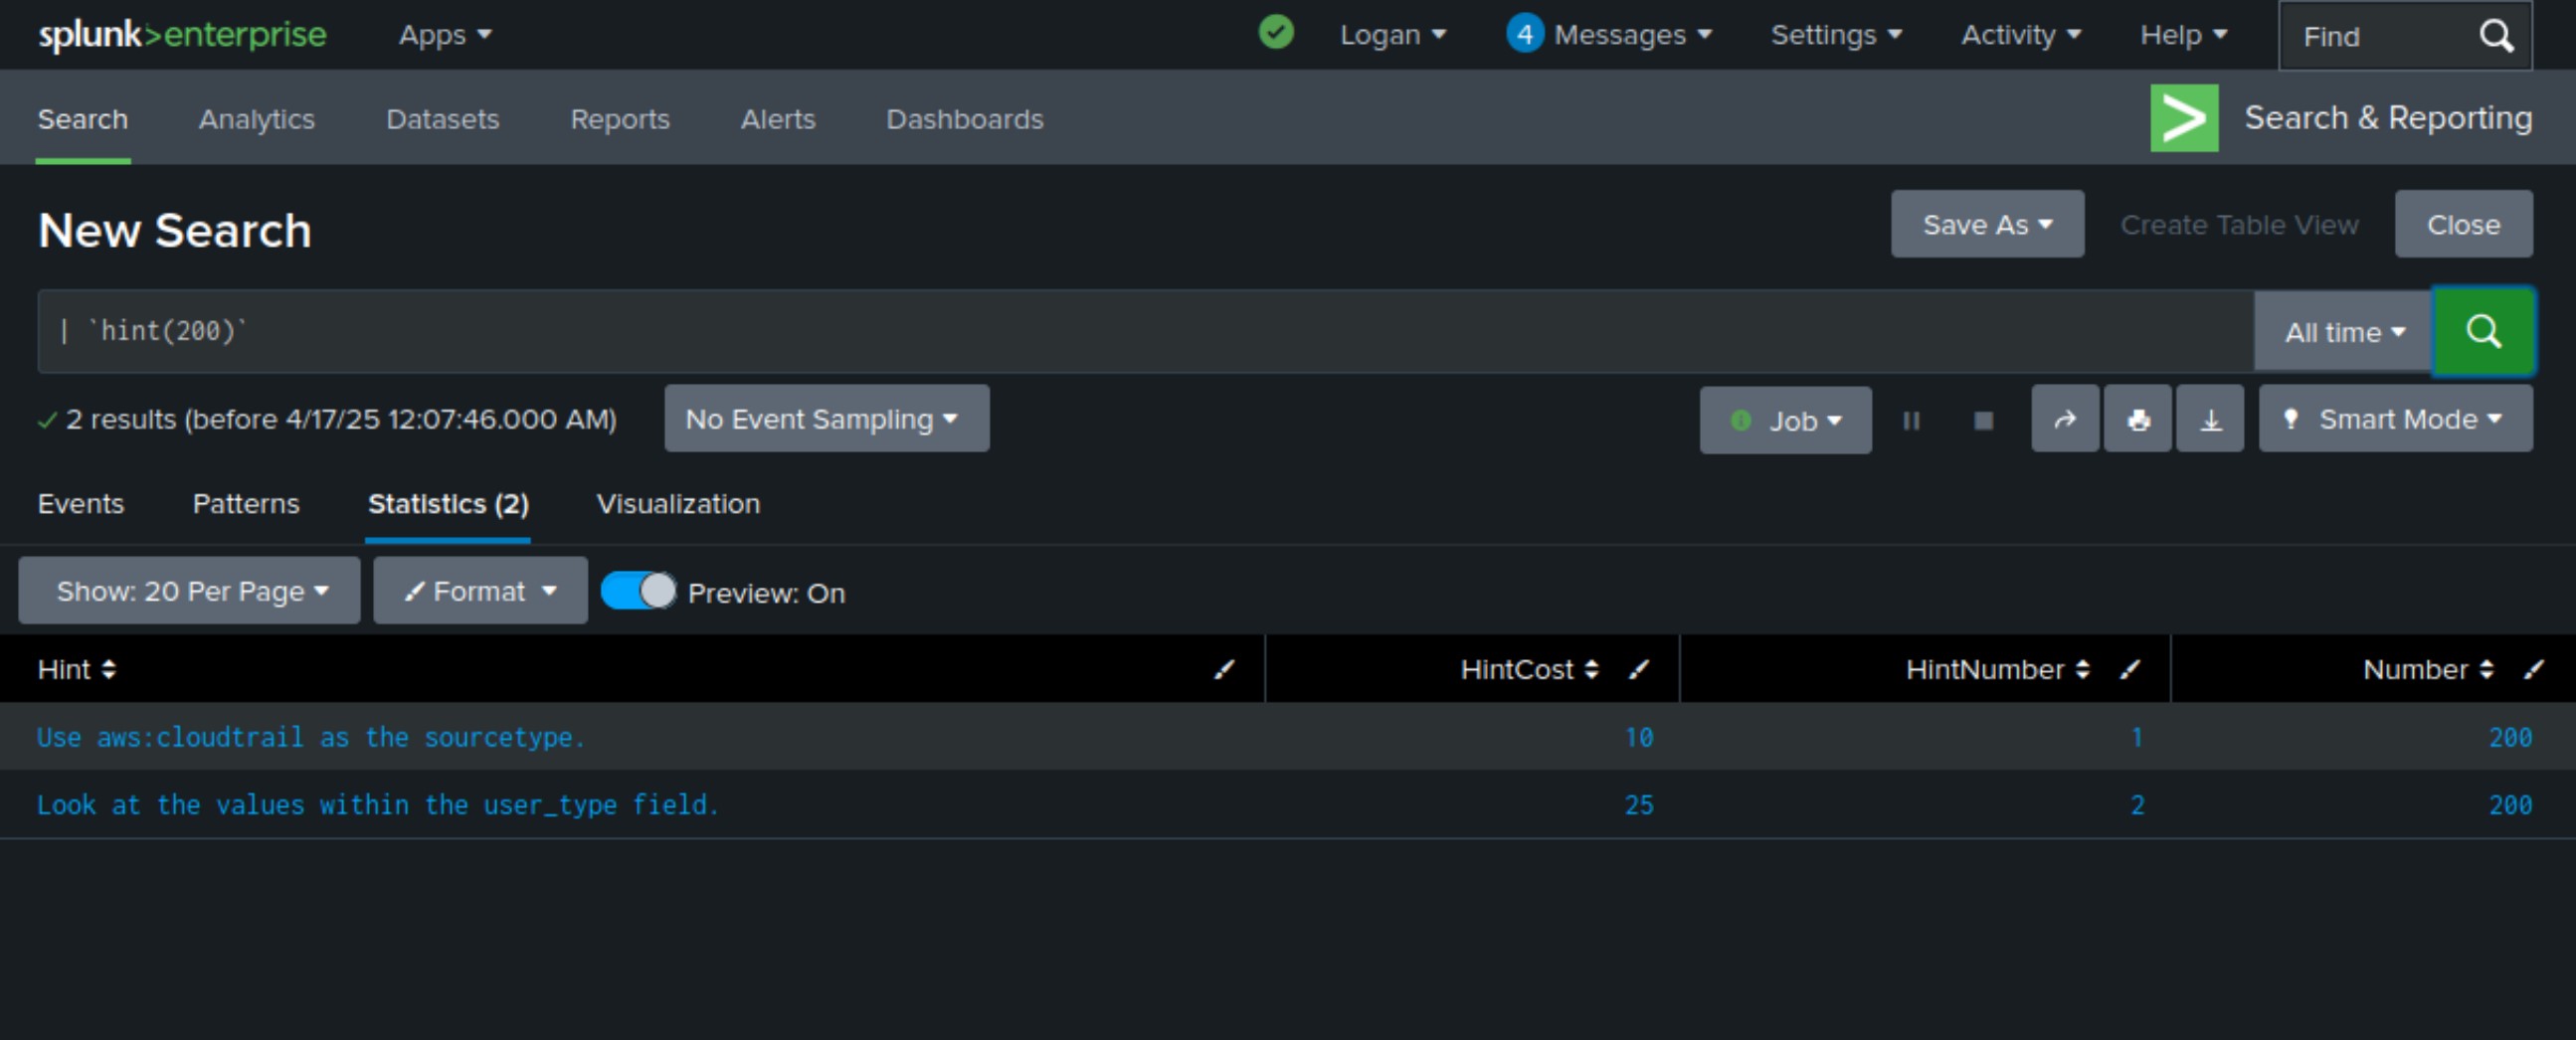 splunk>enterprise Apps Logan 4 Messages Settings Activity Help Find
Search Analytics Datasets Reports Alerts Dashboards > Search & Reporting
New Search Save As Create Table View Close
| `hint(200)` All time
2 results (before 4/17/25 12:07:46.000 AM) No Event Sampling Job Smart Mode
Events Patterns Statistics (2) Visualization
Show: 20 Per Page Format Preview: On
Hint HintCost HintNumber Number
Use aws:cloudtrail as the sourcetype. 10 1 200
Look at the values within the user_type field. 25 2 200